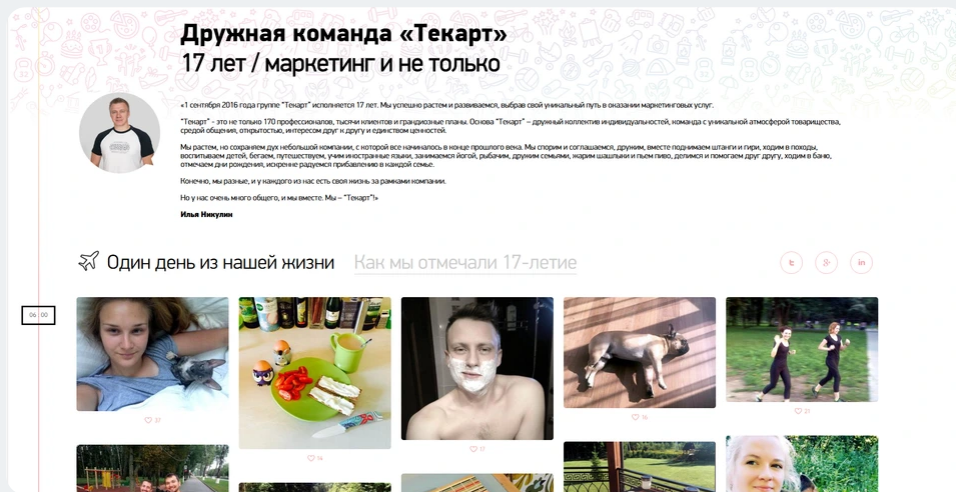 Дружная команда «Текарт»
17 лет / маркетинг и не только
«1 сентября 2016 года группе "Текарт" исполняется 17 лет. Мы успешно растем и развиваемся, выбрав свой уникальный путь в оказании маркетинговых услуг.
"Текарт" - это не только 170 профессионалов, тысячи клиентов и грандиозные планы. Основа "Текарт" – дружный коллектив индивидуальностей, команда с уникальной атмосферой товарищества,
средой общения, открытостью, интересом друг к другу и единством ценностей.
Мы растем, но сохраняем дух небольшой компании, с которой все начиналось в конце прошлого века. Мы спорим и соглашаемся, дружим, вместе поднимаем штанги и гири, ходим в походы,
воспитываем детей, бегаем, путешествуем, учим иностранные языки, занимаемся йогой, рыбачим, дружим семьями, жарим шашлыки и пьем пиво, делимся и помогаем друг другу, ходим в баню,
отмечаем дни рождения, искренне радуемся прибавлению в каждой семье.
Конечно, мы разные, и у каждого из нас есть своя жизнь за рамками компании.
Но у нас очень много общего, и мы вместе. Мы – "Текарт"!»
Илья Никулин
Один день из нашей жизни Как мы отмечали 17-летие
06 : 00
37
16
21